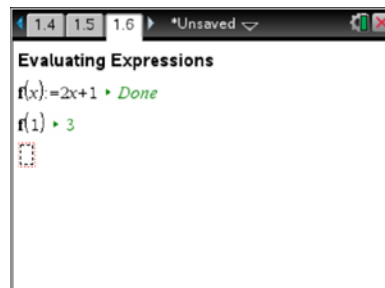 1.4 1.5 1.6 *Unsaved
Evaluating Expressions
f(x):=2x+1 ▸ Done
f(1) ▸ 3